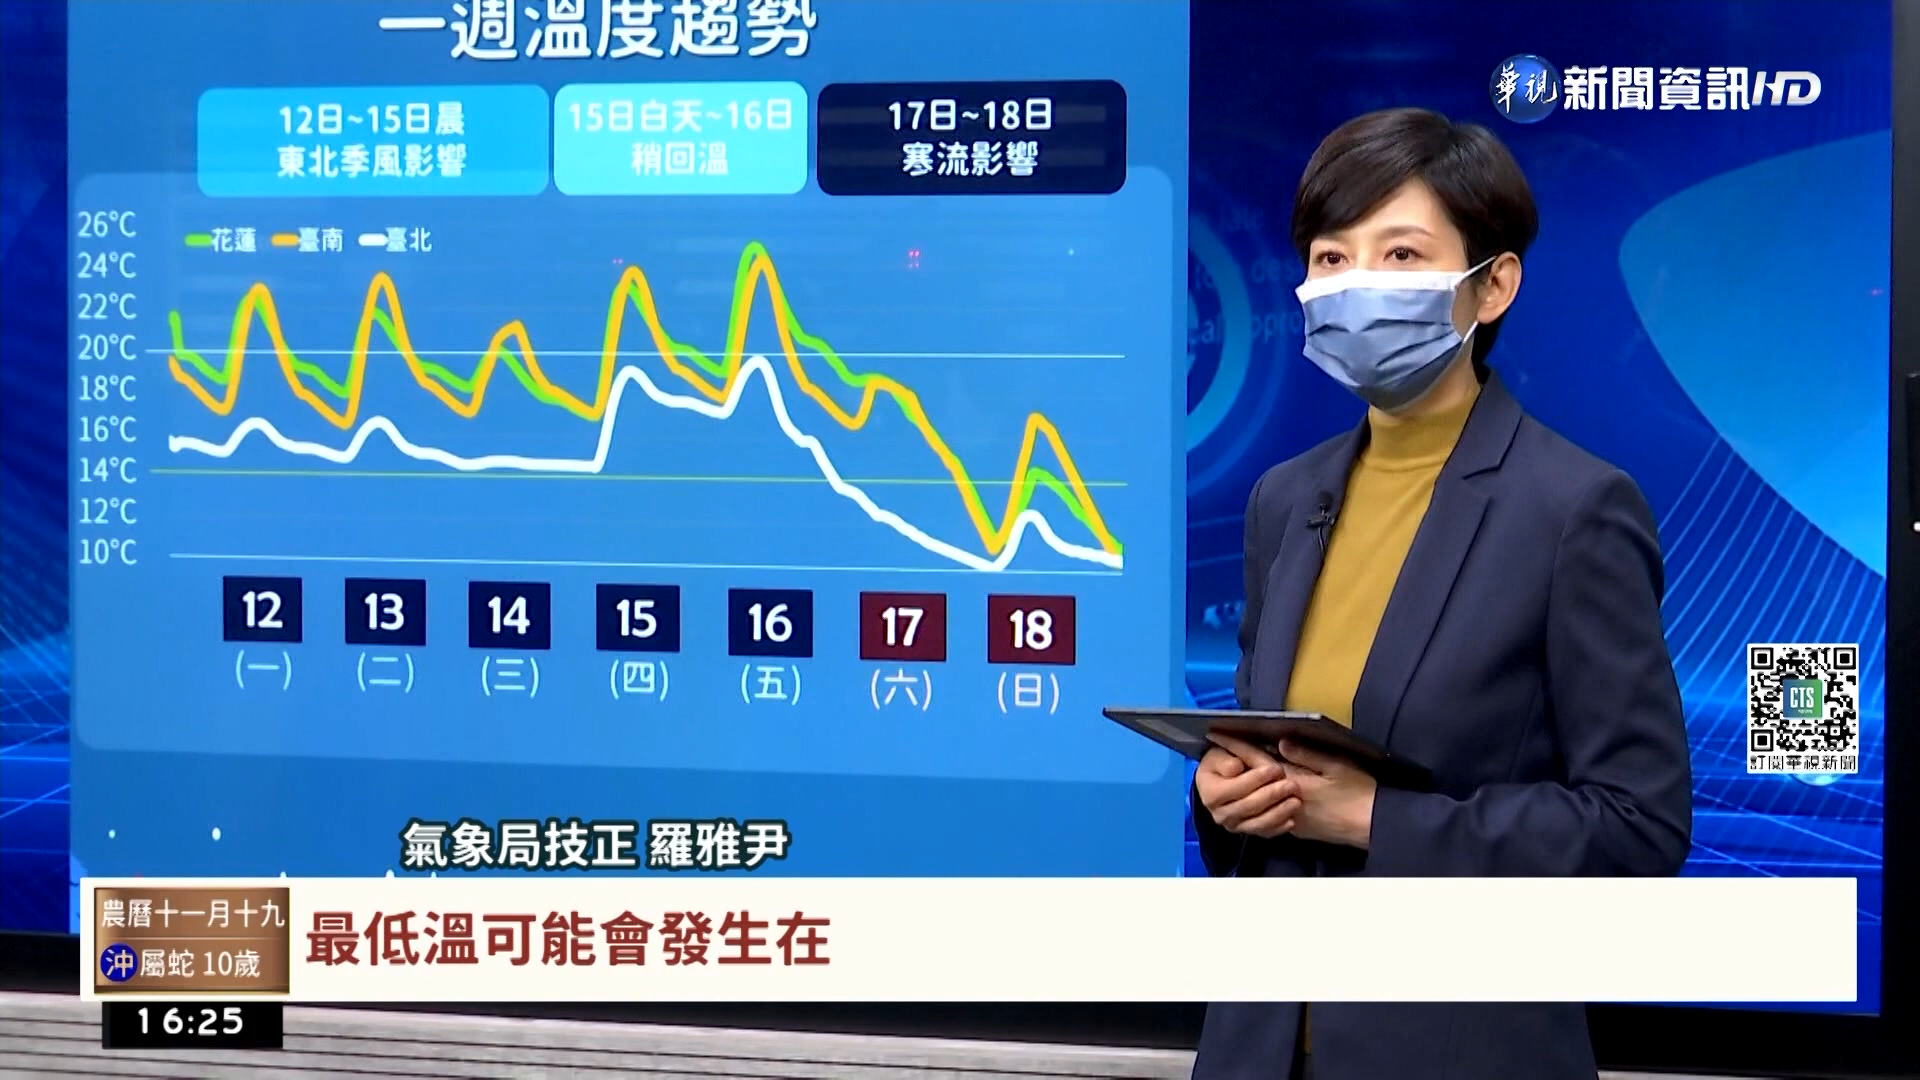 一週溫度趨勢
12日~15日晨
東北季風影響
15日白天~16日
稍回溫
17日~18日
寒流影響
華視新聞資訊HD
26°C
24°C
22°C
20°C
18°C
16°C
14°C
12°C
10°C
花蓮 臺南 臺北
12 13 14 15 16 17 18
(一) (二) (三) (四) (五) (六) (日)
CTS
訂閱華視新聞
氣象局技正 羅雅尹
農曆十一月十九
沖屬蛇 10歲
最低溫可能會發生在
16:25